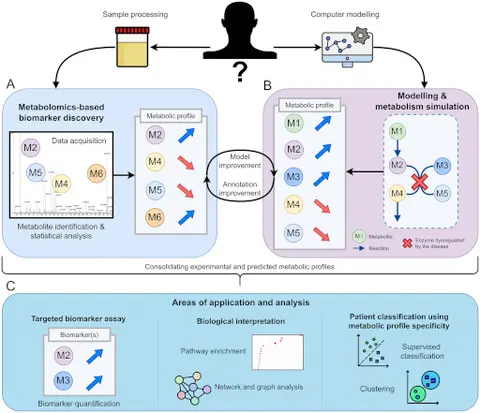 Sample processing
Computer modelling
?
A
Metabolomics-based
biomarker discovery
Data acquisition
M2
M5
M4
M6
Metabolite identification &
statistical analysis
Metabolic profile
M2
M4
M5
M6
Model
improvement
Annotation
improvement
B
Metabolic profile
M1
M2
M3
M4
M5
Modelling &
metabolism simulation
M1
M2
M3
M4
M5
M1
Metabolite
Reaction
Enzyme dysregulated
by the disease
Consolidating experimental and predicted metabolic profiles
C
Areas of application and analysis
Targeted biomarker assay
Biomarker(s)
M2
M3
Biomarker quantification
Biological interpretation
Pathway enrichment
Network and graph analysis
Patient classification using
metabolic profile specificity
Supervised
classification
Clustering